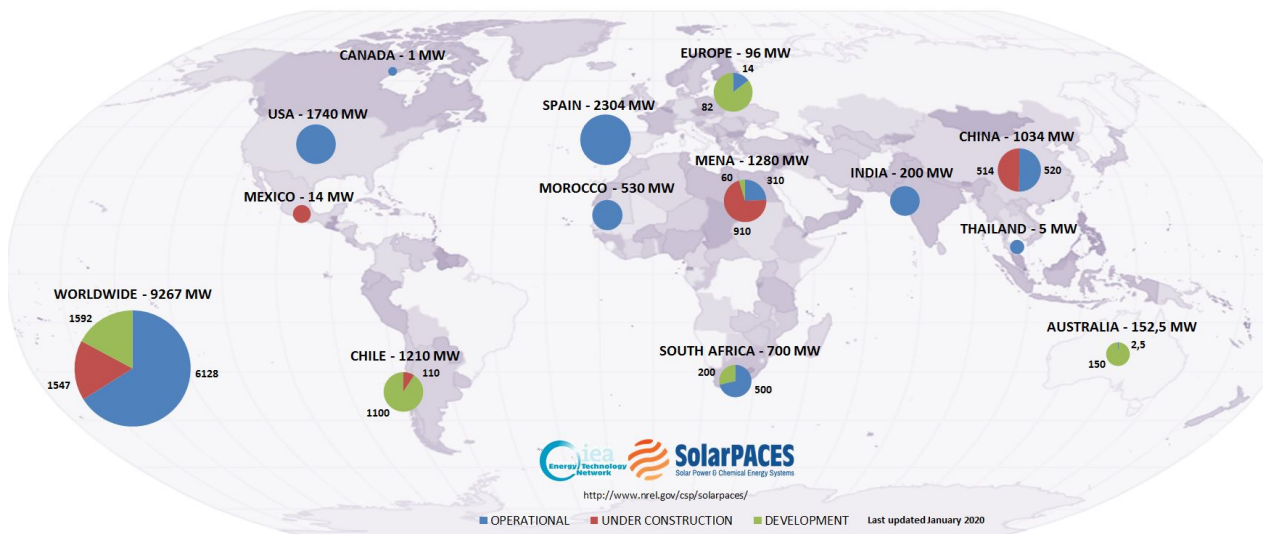 CANADA - 1 MW
EUROPE - 96 MW
14
82
USA - 1740 MW
SPAIN - 2304 MW
CHINA - 1034 MW
514
520
MENA - 1280 MW
60
310
910
INDIA - 200 MW
MOROCCO - 530 MW
MEXICO - 14 MW
THAILAND - 5 MW
WORLDWIDE - 9267 MW
1592
1547
6128
AUSTRALIA - 152,5 MW
2,5
150
CHILE - 1210 MW
110
1100
SOUTH AFRICA - 700 MW
200
500
iea
Energy Technology
Network
SolarPACES
Solar Power & Chemical Energy Systems
http://www.nrel.gov/csp/solarpaces/
OPERATIONAL UNDER CONSTRUCTION DEVELOPMENT Last updated January 2020